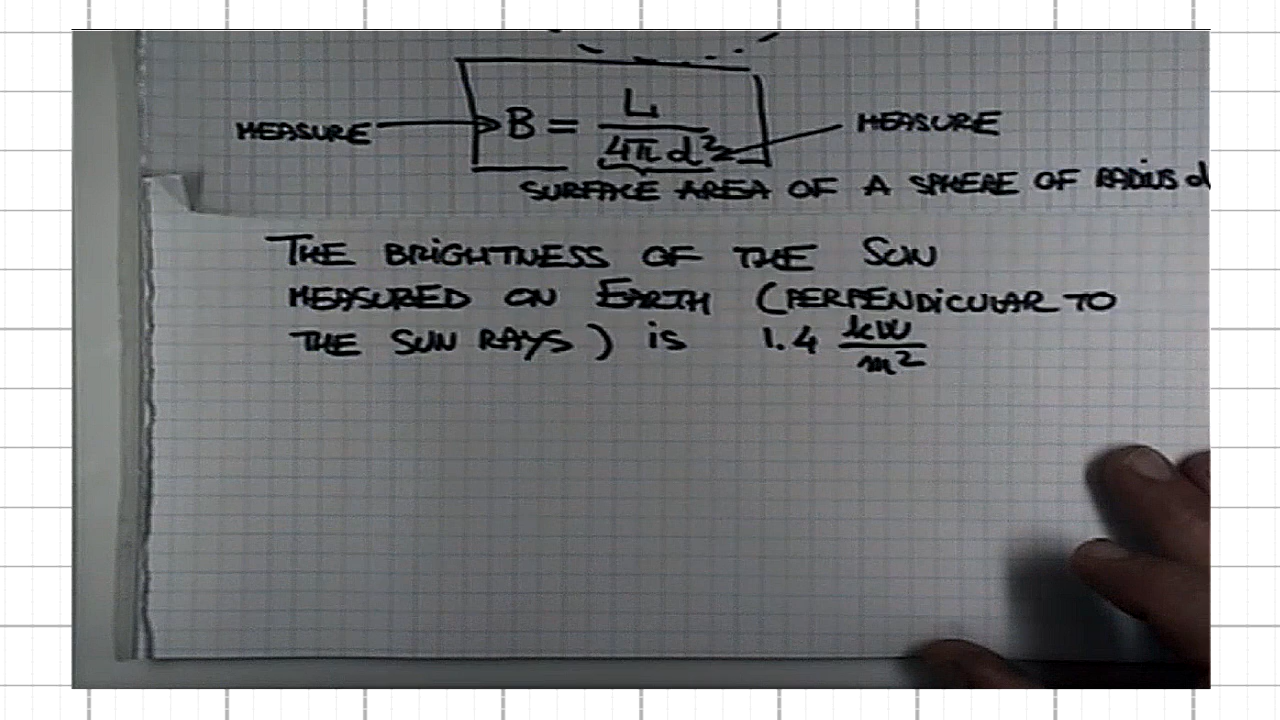 MEASURE B = L / 4πd² MEASURE
SURFACE AREA OF A SPHERE OF RADIUS d
THE BRIGHTNESS OF THE SUN
MEASURED ON EARTH (PERPENDICULAR TO
THE SUN RAYS) is 1.4 kW/m²